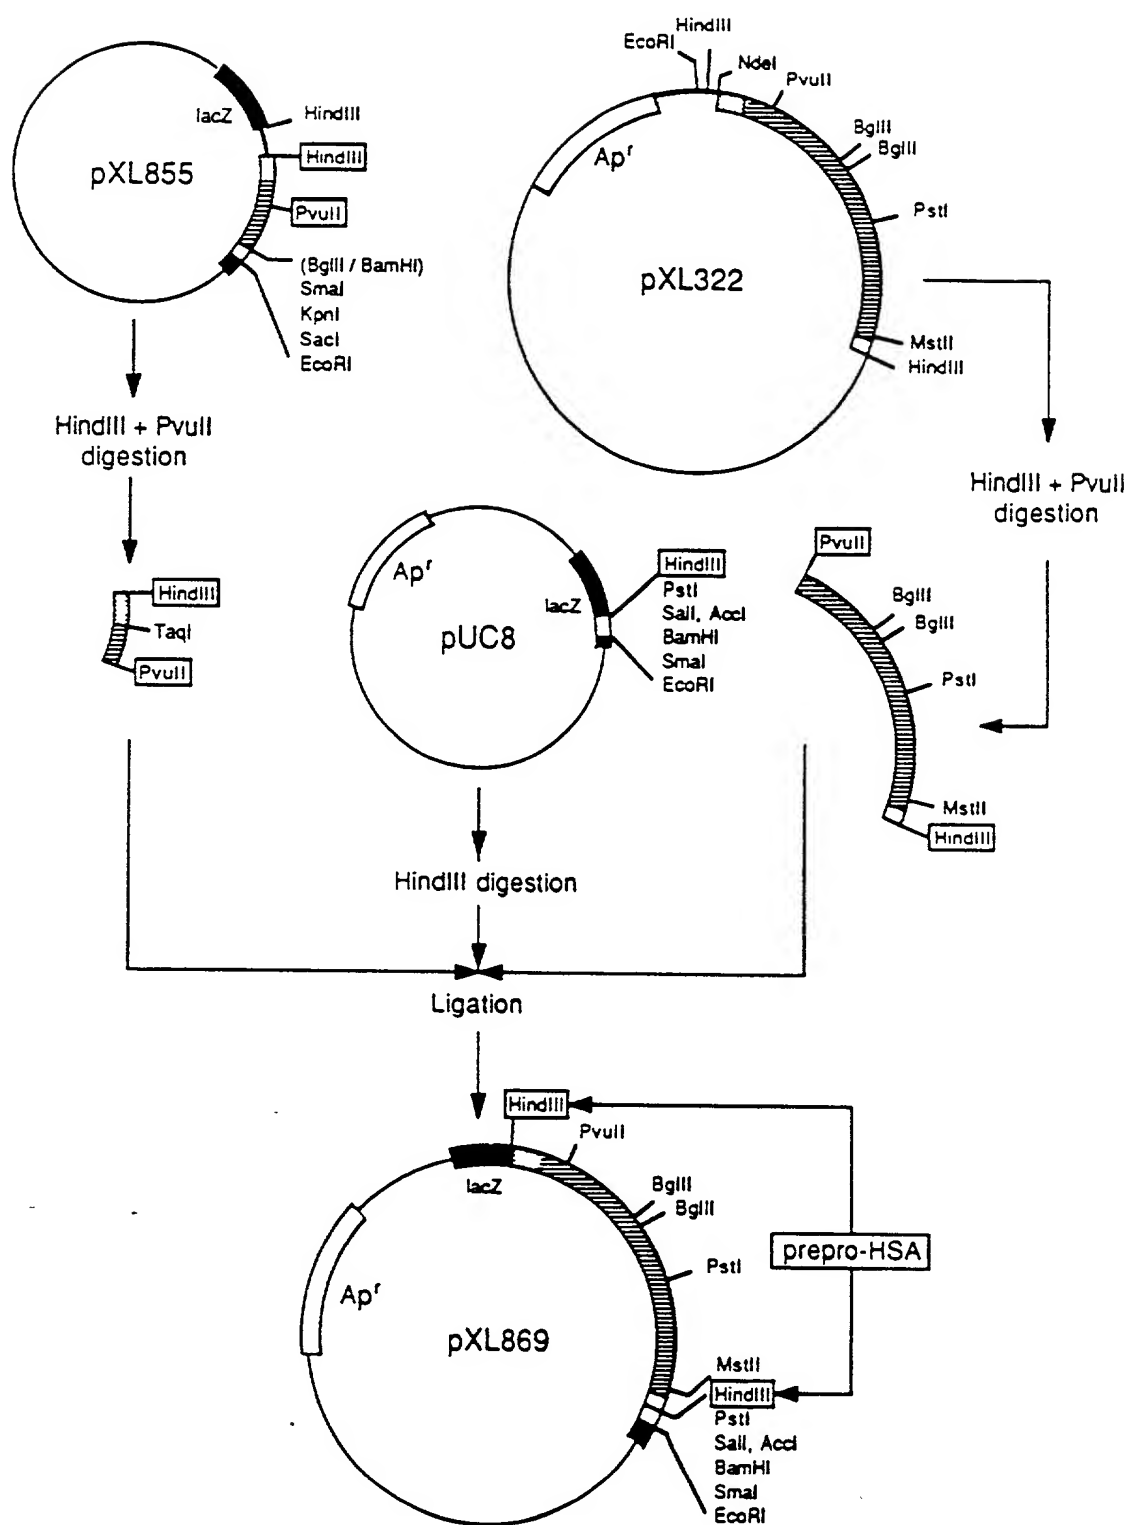 lacZ
HindIII
HindIII
pXL855
PvuII
(BglII / BamHI)
SmaI
KpnI
SacI
EcoRI
HindIII
EcoRI
NdeI
PvuII
Apʳ
BglII
BglII
PstI
pXL322
MstII
HindIII
HindIII + PvuII
digestion
HindIII + PvuII
digestion
HindIII
TaqI
PvuII
Apʳ
lacZ
pUC8
HindIII
PstI
SalI, AccI
BamHI
SmaI
EcoRI
PvuII
BglII
BglII
PstI
MstII
HindIII
HindIII digestion
Ligation
HindIII
PvuII
lacZ
BglII
BglII
prepro-HSA
PstI
Apʳ
pXL869
MstII
HindIII
PstI
SalI, AccI
BamHI
SmaI
EcoRI